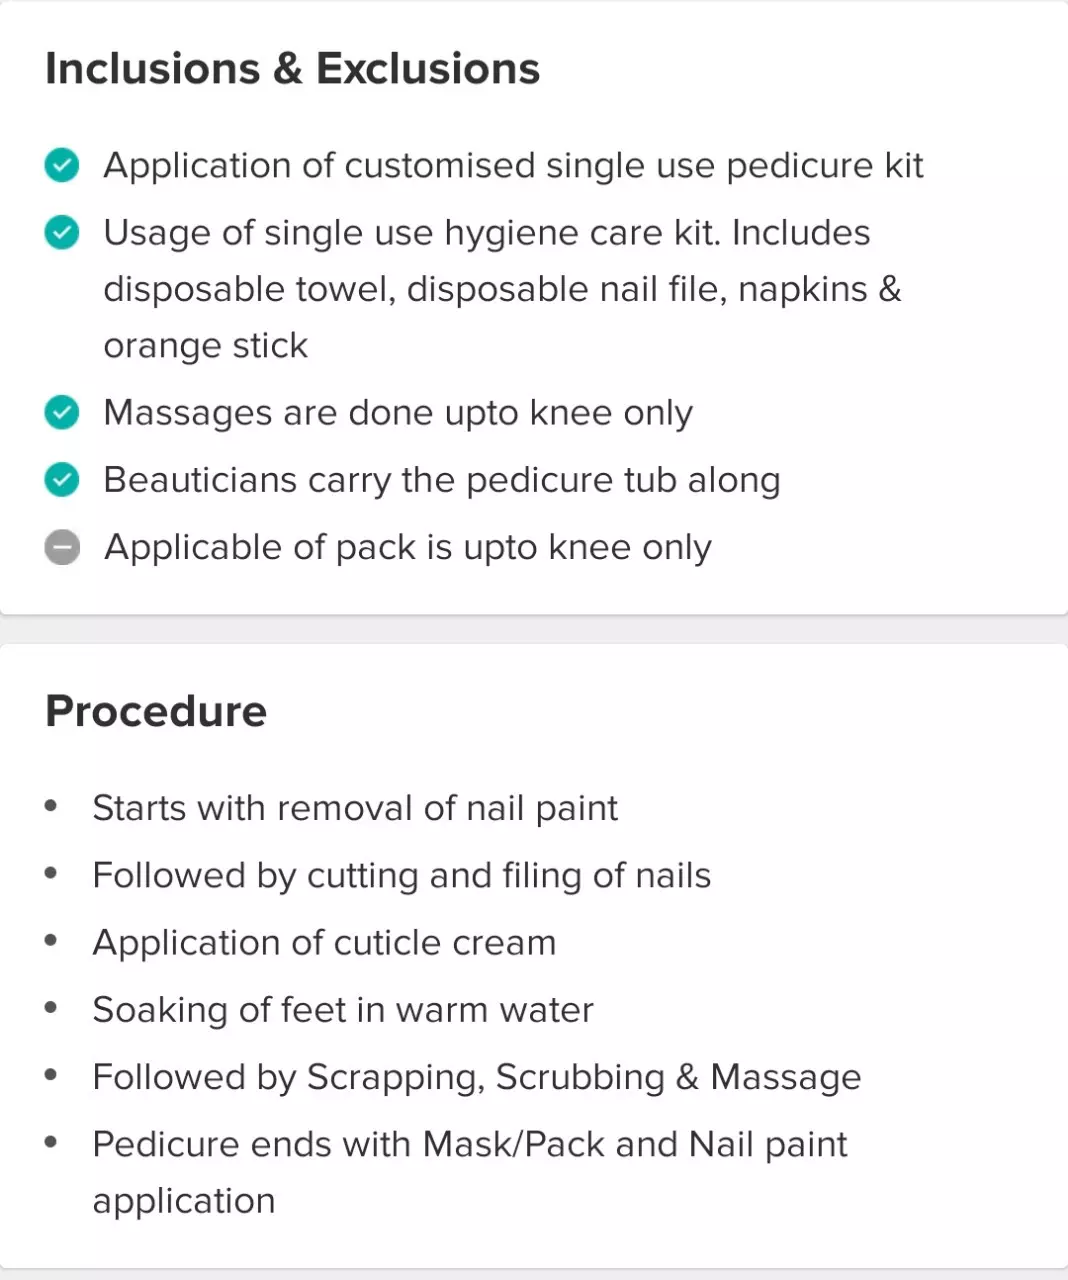 Inclusions & Exclusions
Application of customised single use pedicure kit
Usage of single use hygiene care kit. Includes
disposable towel, disposable nail file, napkins &
orange stick
Massages are done upto knee only
Beauticians carry the pedicure tub along
Applicable of pack is upto knee only
Procedure
• Starts with removal of nail paint
• Followed by cutting and filing of nails
• Application of cuticle cream
• Soaking of feet in warm water
• Followed by Scrapping, Scrubbing & Massage
• Pedicure ends with Mask/Pack and Nail paint
application